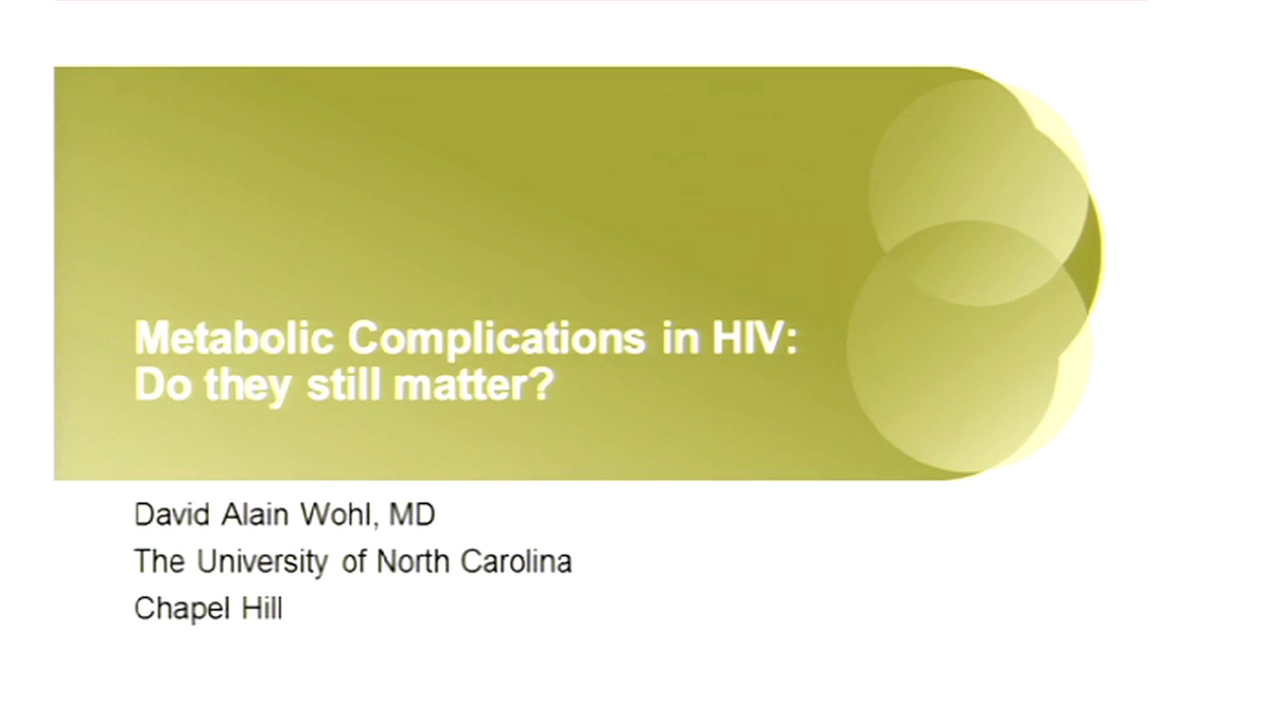 Metabolic Complications in HIV:
Do they still matter?
David Alain Wohl, MD
The University of North Carolina
Chapel Hill